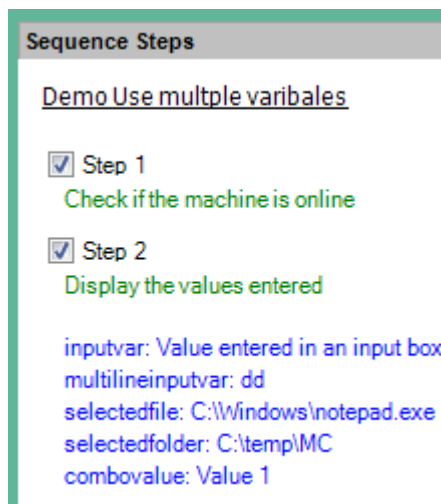 Sequence Steps
Demo Use multple varibales
Step 1
Check if the machine is online
Step 2
Display the values entered
inputvar: Value entered in an input box
multilineinputvar: dd
selectedfile: C:\Windows\notepad.exe
selectedfolder: C:\temp\MC
combovalue: Value 1